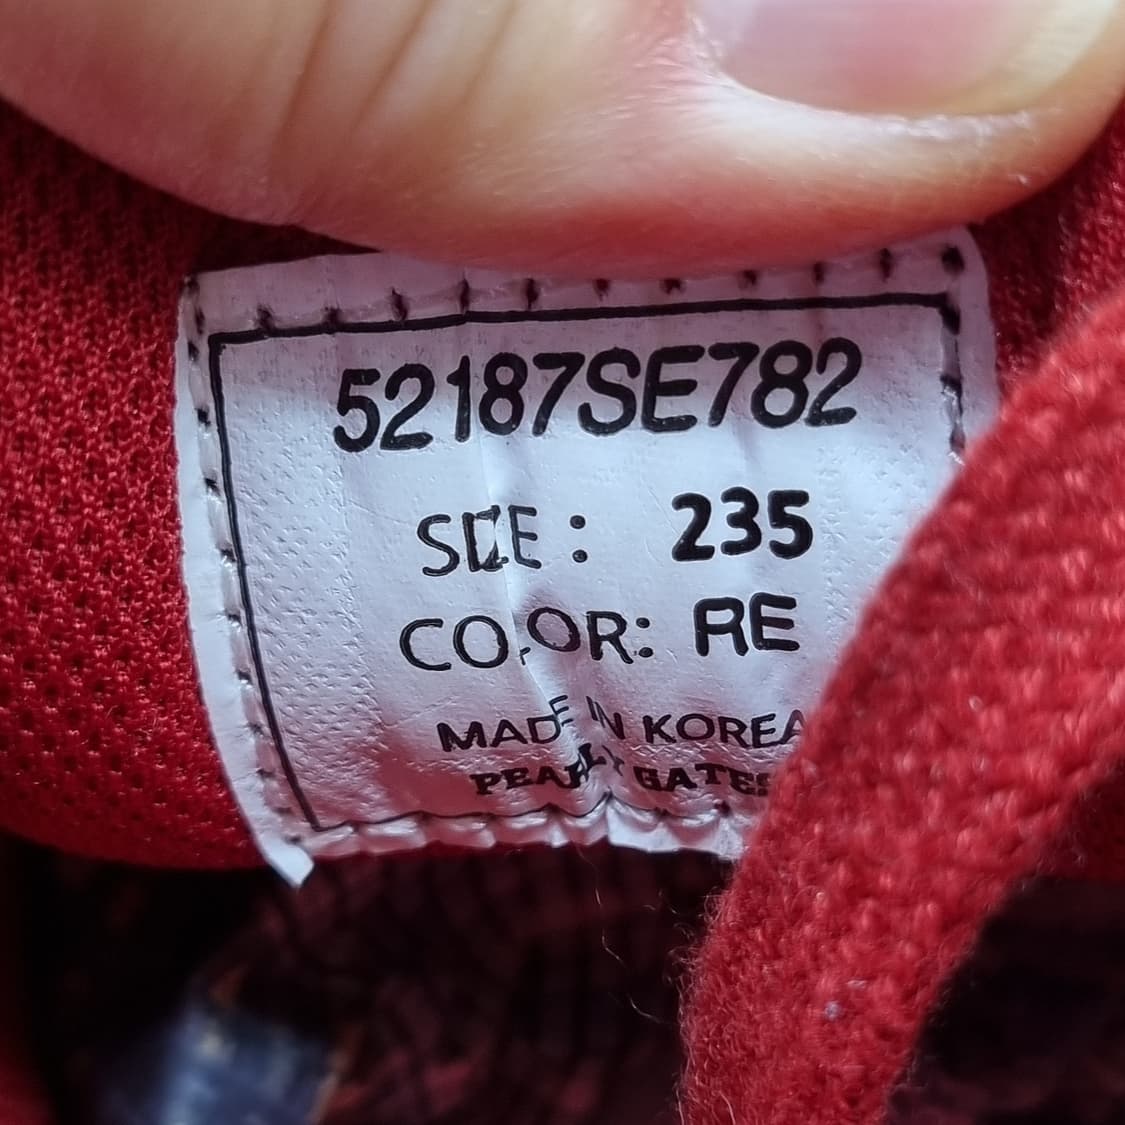 52187SE782
SIZE : 235
COLOR: RE
MADE IN KOREA
PEARLY GATES